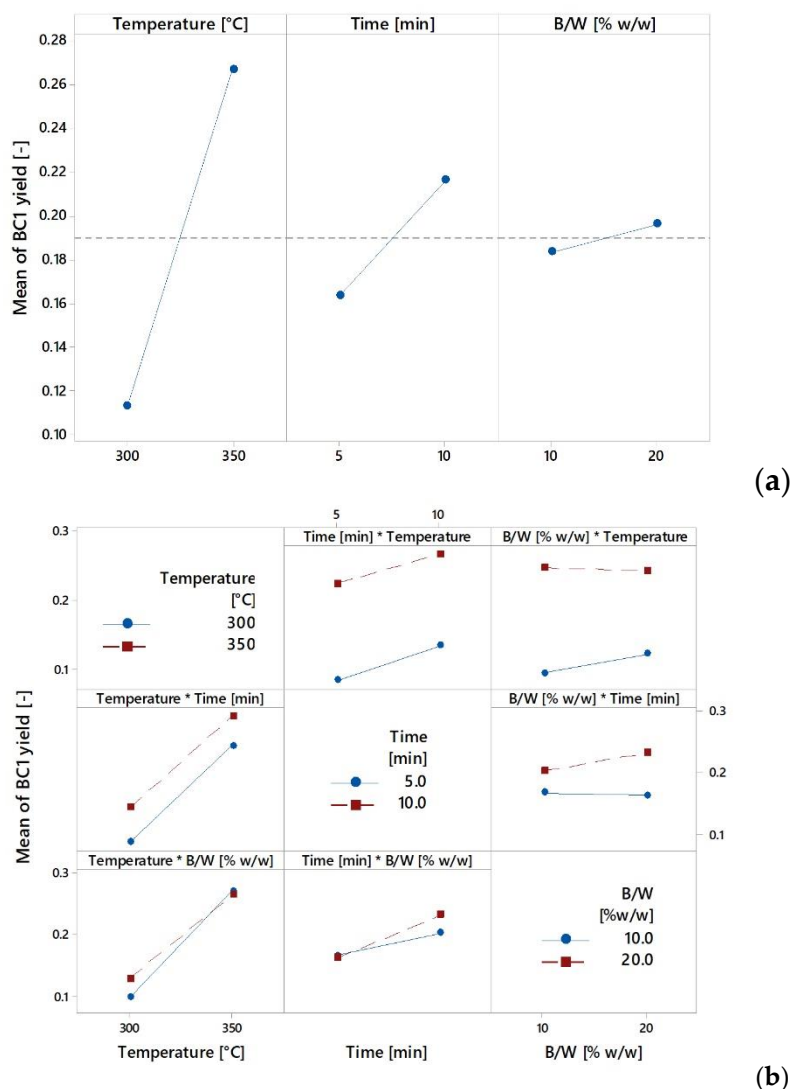 Temperature [°C] Time [min] B/W [% w/w]
0.28
0.26
0.24
0.22
0.20
0.18
0.16
0.14
0.12
0.10
Mean of BC1 yield [-]
300 350 5 10 10 20
(a)
5 10
Time [min] * Temperature B/W [% w/w] * Temperature
0.3
0.2
0.1
Temperature
[°C]
300
350
Temperature * Time [min] B/W [% w/w] * Time [min]
Time
[min]
5.0
10.0
0.3
0.2
0.1
Mean of BC1 yield [-]
Temperature * B/W [% w/w] Time [min] * B/W [% w/w]
0.3
0.2
0.1
B/W
[%w/w]
10.0
20.0
300 350 10 20
Temperature [°C] Time [min] B/W [% w/w]
(b)